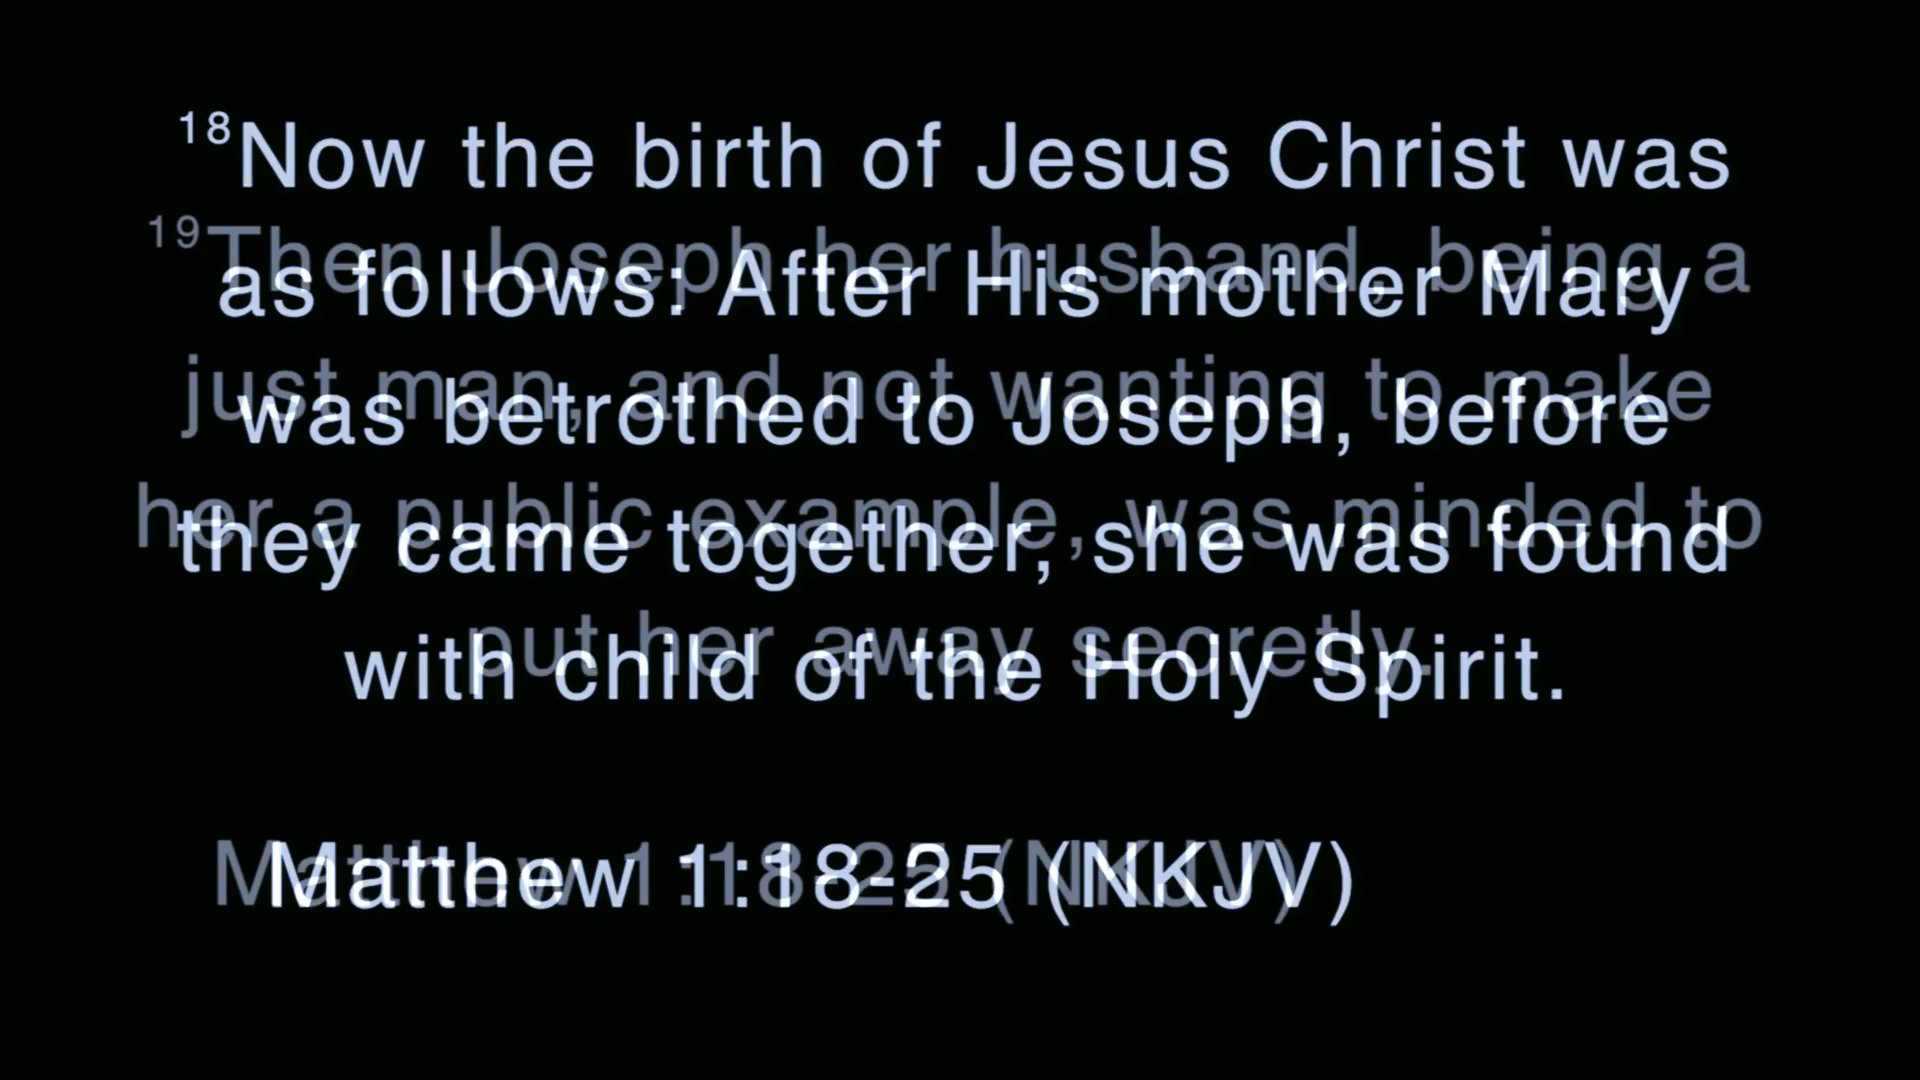 18Now the birth of Jesus Christ was
as follows: After His mother Mary
was betrothed to Joseph, before
they came together, she was found
with child of the Holy Spirit.
Matthew 1:18-25 (NKJV)
19Then Joseph her husband, being a
just man, and not wanting to make
her a public example, was minded to
put her away secretly.
Matthew 1:18-25 (NKJV)